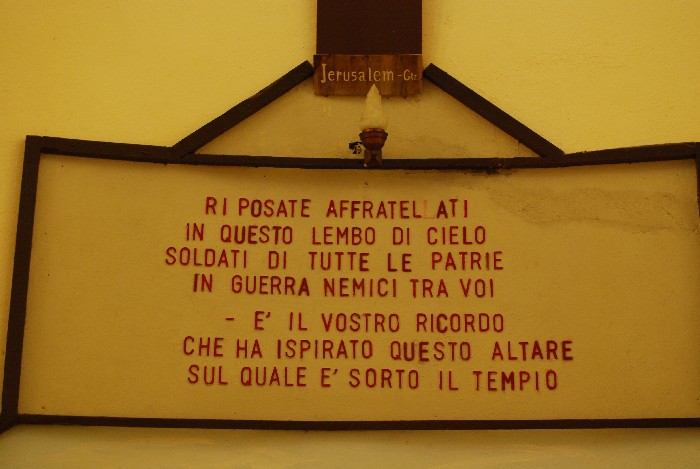 Jerusalem - Ge.
RIPOSATE AFFRATELLATI
IN QUESTO LEMBO DI CIELO
SOLDATI DI TUTTE LE PATRIE
IN GUERRA NEMICI TRA VOI
- E' IL VOSTRO RICORDO
CHE HA ISPIRATO QUESTO ALTARE
SUL QUALE E' SORTO IL TEMPIO